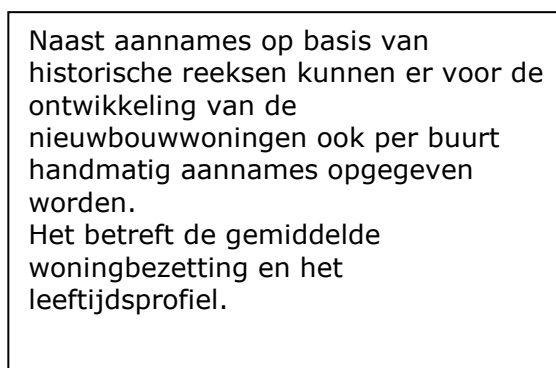 Naast aannames op basis van
historische reeksen kunnen er voor de
ontwikkeling van de
nieuwbouwwoningen ook per buurt
handmatig aannames opgegeven
worden.
Het betreft de gemiddelde
woningbezetting en het
leeftijdsprofiel.